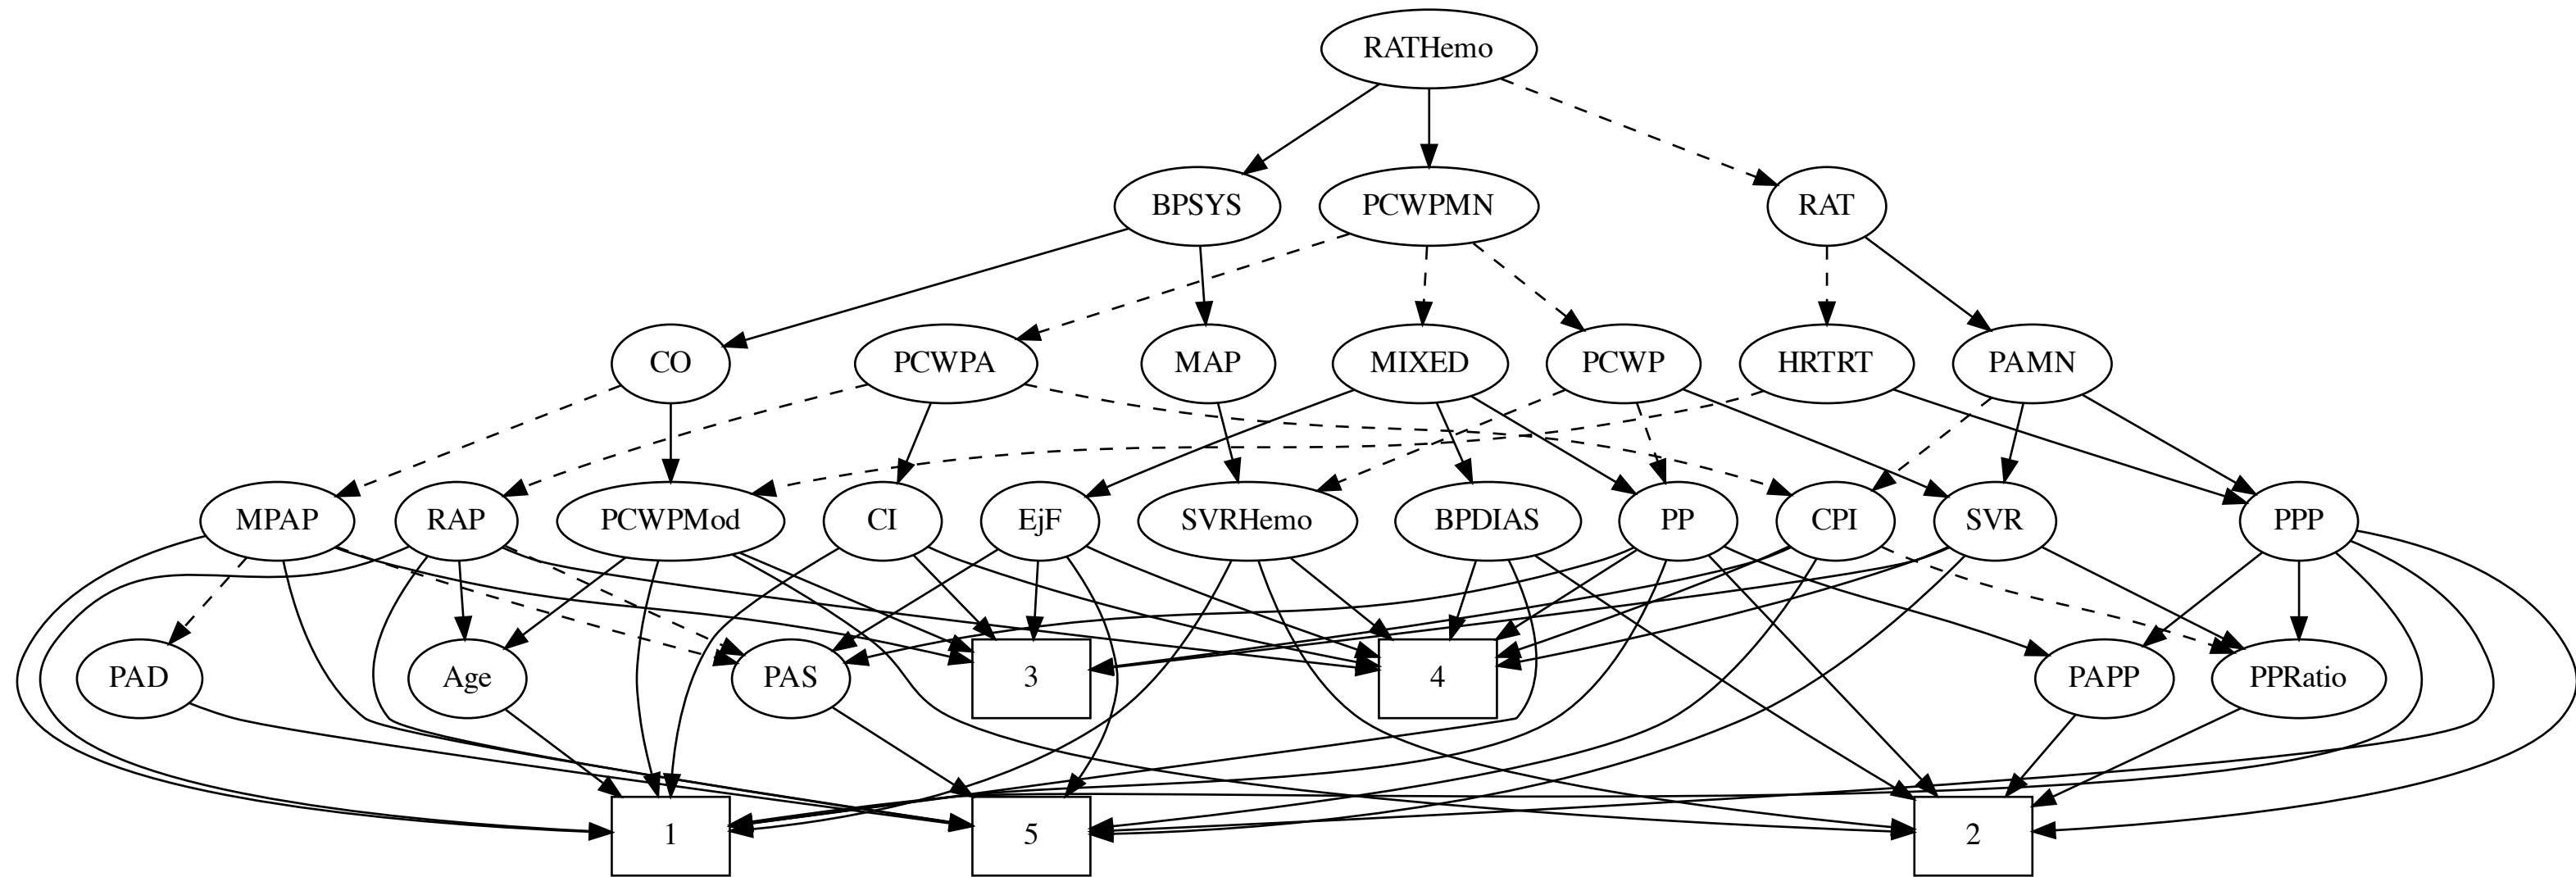 RATHemo
BPSYS PCWPMN RAT
CO PCWPA MAP MIXED PCWP HRTRT PAMN
MPAP RAP PCWPMod CI EjF SVRHemo BPDIAS PP CPI SVR PPP
PAD Age PAS 3 4 PAPP PPRatio
1 5 2